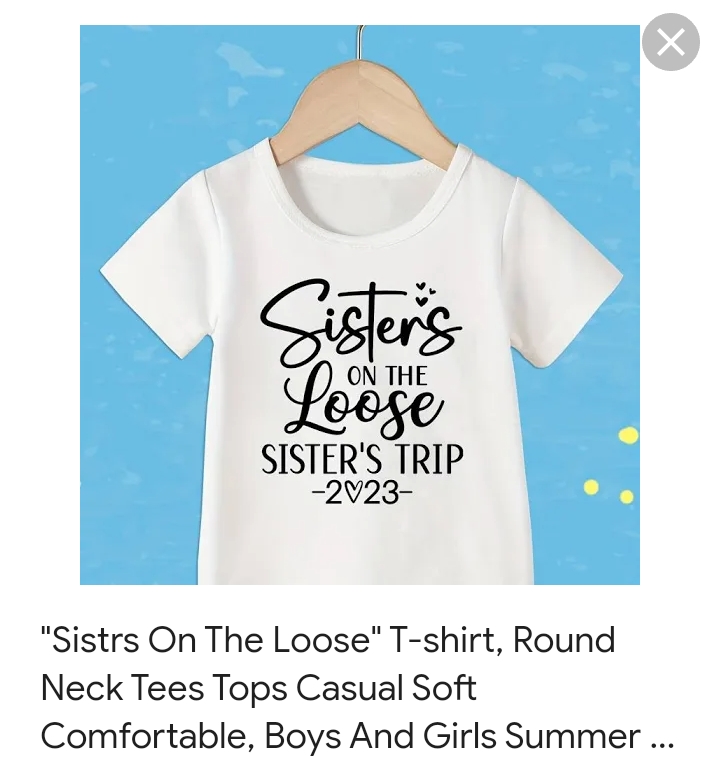 Sisters
ON THE
Loose
SISTER'S TRIP
-2♡23-
"Sistrs On The Loose" T-shirt, Round
Neck Tees Tops Casual Soft
Comfortable, Boys And Girls Summer ...